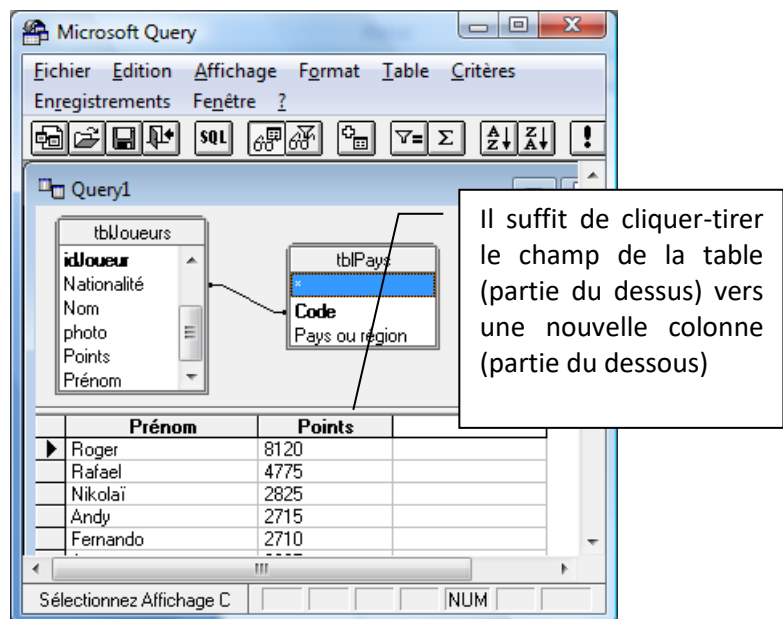 Microsoft Query
Fichier Edition Affichage Format Table Critères
Enregistrements Fenêtre ?
SQL
Query1
tblJoueurs
idJoueur
Nationalité
Nom
photo
Points
Prénom
tblPays
*
Code
Pays ou région
Il suffit de cliquer-tirer
le champ de la table
(partie du dessus) vers
une nouvelle colonne
(partie du dessous)
Prénom Points
Roger 8120
Rafael 4775
Nikolaï 2825
Andy 2715
Fernando 2710
Sélectionnez Affichage C NUM